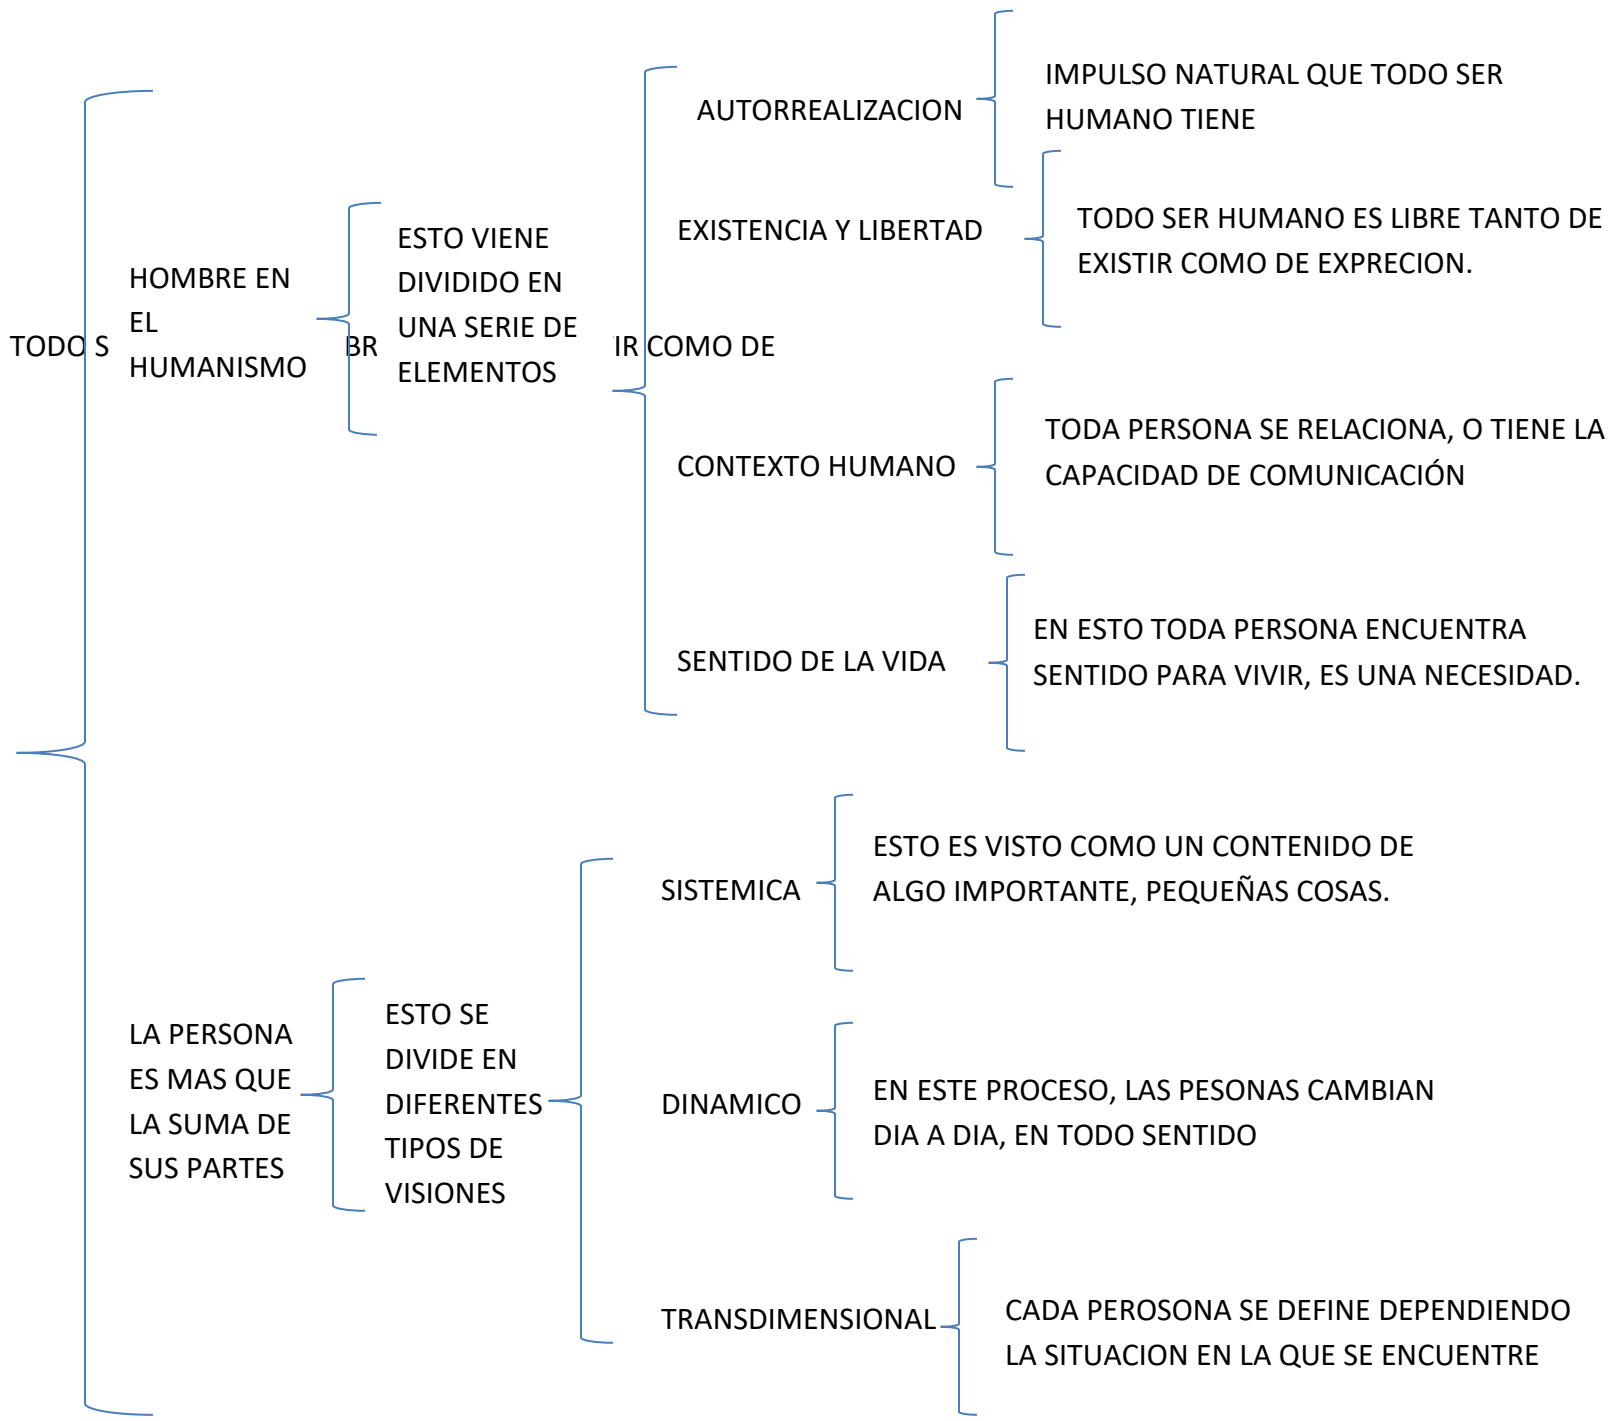 AUTORREALIZACION
IMPULSO NATURAL QUE TODO SER
HUMANO TIENE
EXISTENCIA Y LIBERTAD
TODO SER HUMANO ES LIBRE TANTO DE
EXISTIR COMO DE EXPRECION.
HOMBRE EN
EL
HUMANISMO
ESTO VIENE
DIVIDIDO EN
UNA SERIE DE
ELEMENTOS
TODO S BR IR COMO DE
CONTEXTO HUMANO
TODA PERSONA SE RELACIONA, O TIENE LA
CAPACIDAD DE COMUNICACIÓN
SENTIDO DE LA VIDA
EN ESTO TODA PERSONA ENCUENTRA
SENTIDO PARA VIVIR, ES UNA NECESIDAD.
LA PERSONA
ES MAS QUE
LA SUMA DE
SUS PARTES
ESTO SE
DIVIDE EN
DIFERENTES
TIPOS DE
VISIONES
SISTEMICA
ESTO ES VISTO COMO UN CONTENIDO DE
ALGO IMPORTANTE, PEQUEÑAS COSAS.
DINAMICO
EN ESTE PROCESO, LAS PESONAS CAMBIAN
DIA A DIA, EN TODO SENTIDO
TRANSDIMENSIONAL
CADA PEROSONA SE DEFINE DEPENDIENDO
LA SITUACION EN LA QUE SE ENCUENTRE